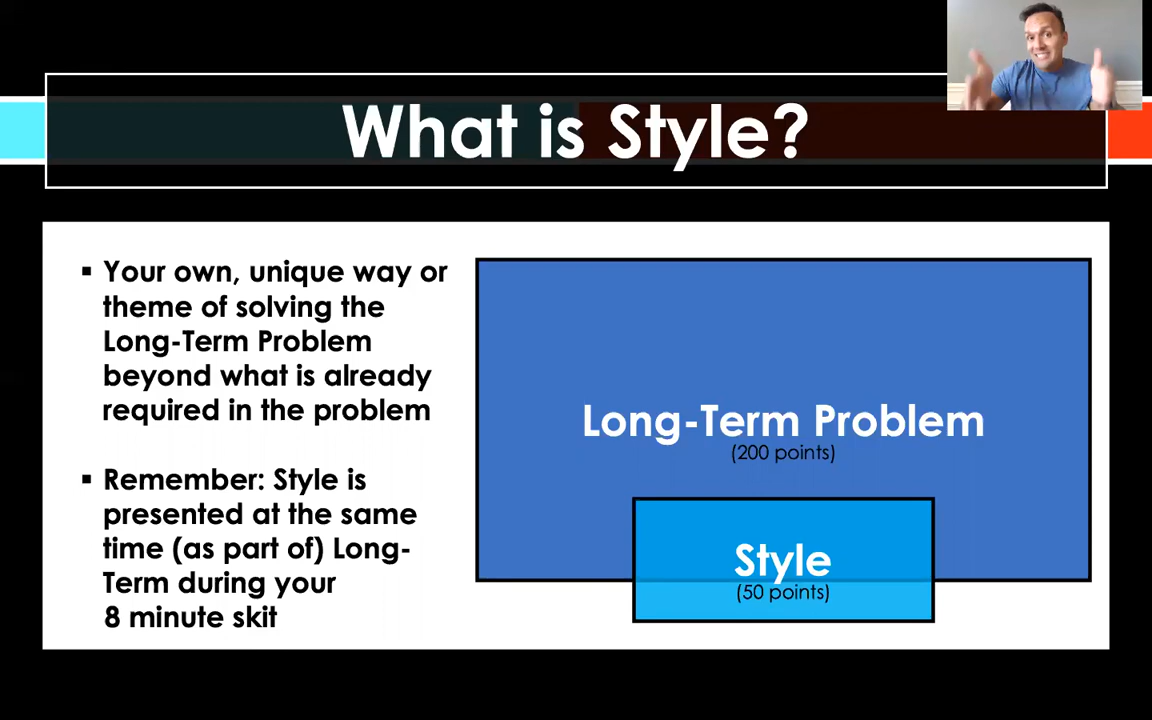 What is Style?
▪ Your own, unique way or
theme of solving the
Long-Term Problem
beyond what is already
required in the problem
▪ Remember: Style is
presented at the same
time (as part of) Long-
Term during your
8 minute skit
Long-Term Problem
(200 points)
Style
(50 points)